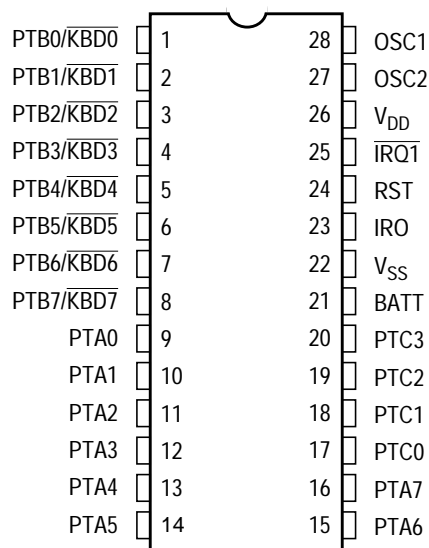 PTB0/KBD0 1 28 OSC1
PTB1/KBD1 2 27 OSC2
PTB2/KBD2 3 26 VDD
PTB3/KBD3 4 25 IRQ1
PTB4/KBD4 5 24 RST
PTB5/KBD5 6 23 IRO
PTB6/KBD6 7 22 VSS
PTB7/KBD7 8 21 BATT
PTA0 9 20 PTC3
PTA1 10 19 PTC2
PTA2 11 18 PTC1
PTA3 12 17 PTC0
PTA4 13 16 PTA7
PTA5 14 15 PTA6